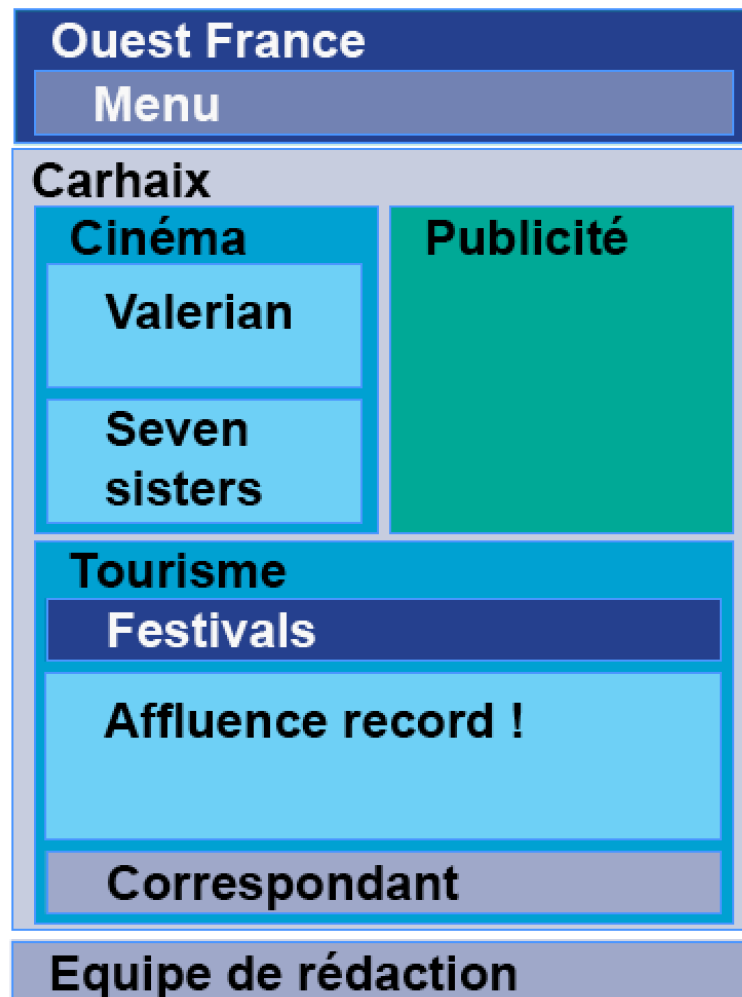 Ouest France
Menu
Carhaix
Cinéma
Publicité
Valerian
Seven
sisters
Tourisme
Festivals
Affluence record !
Correspondant
Equipe de rédaction